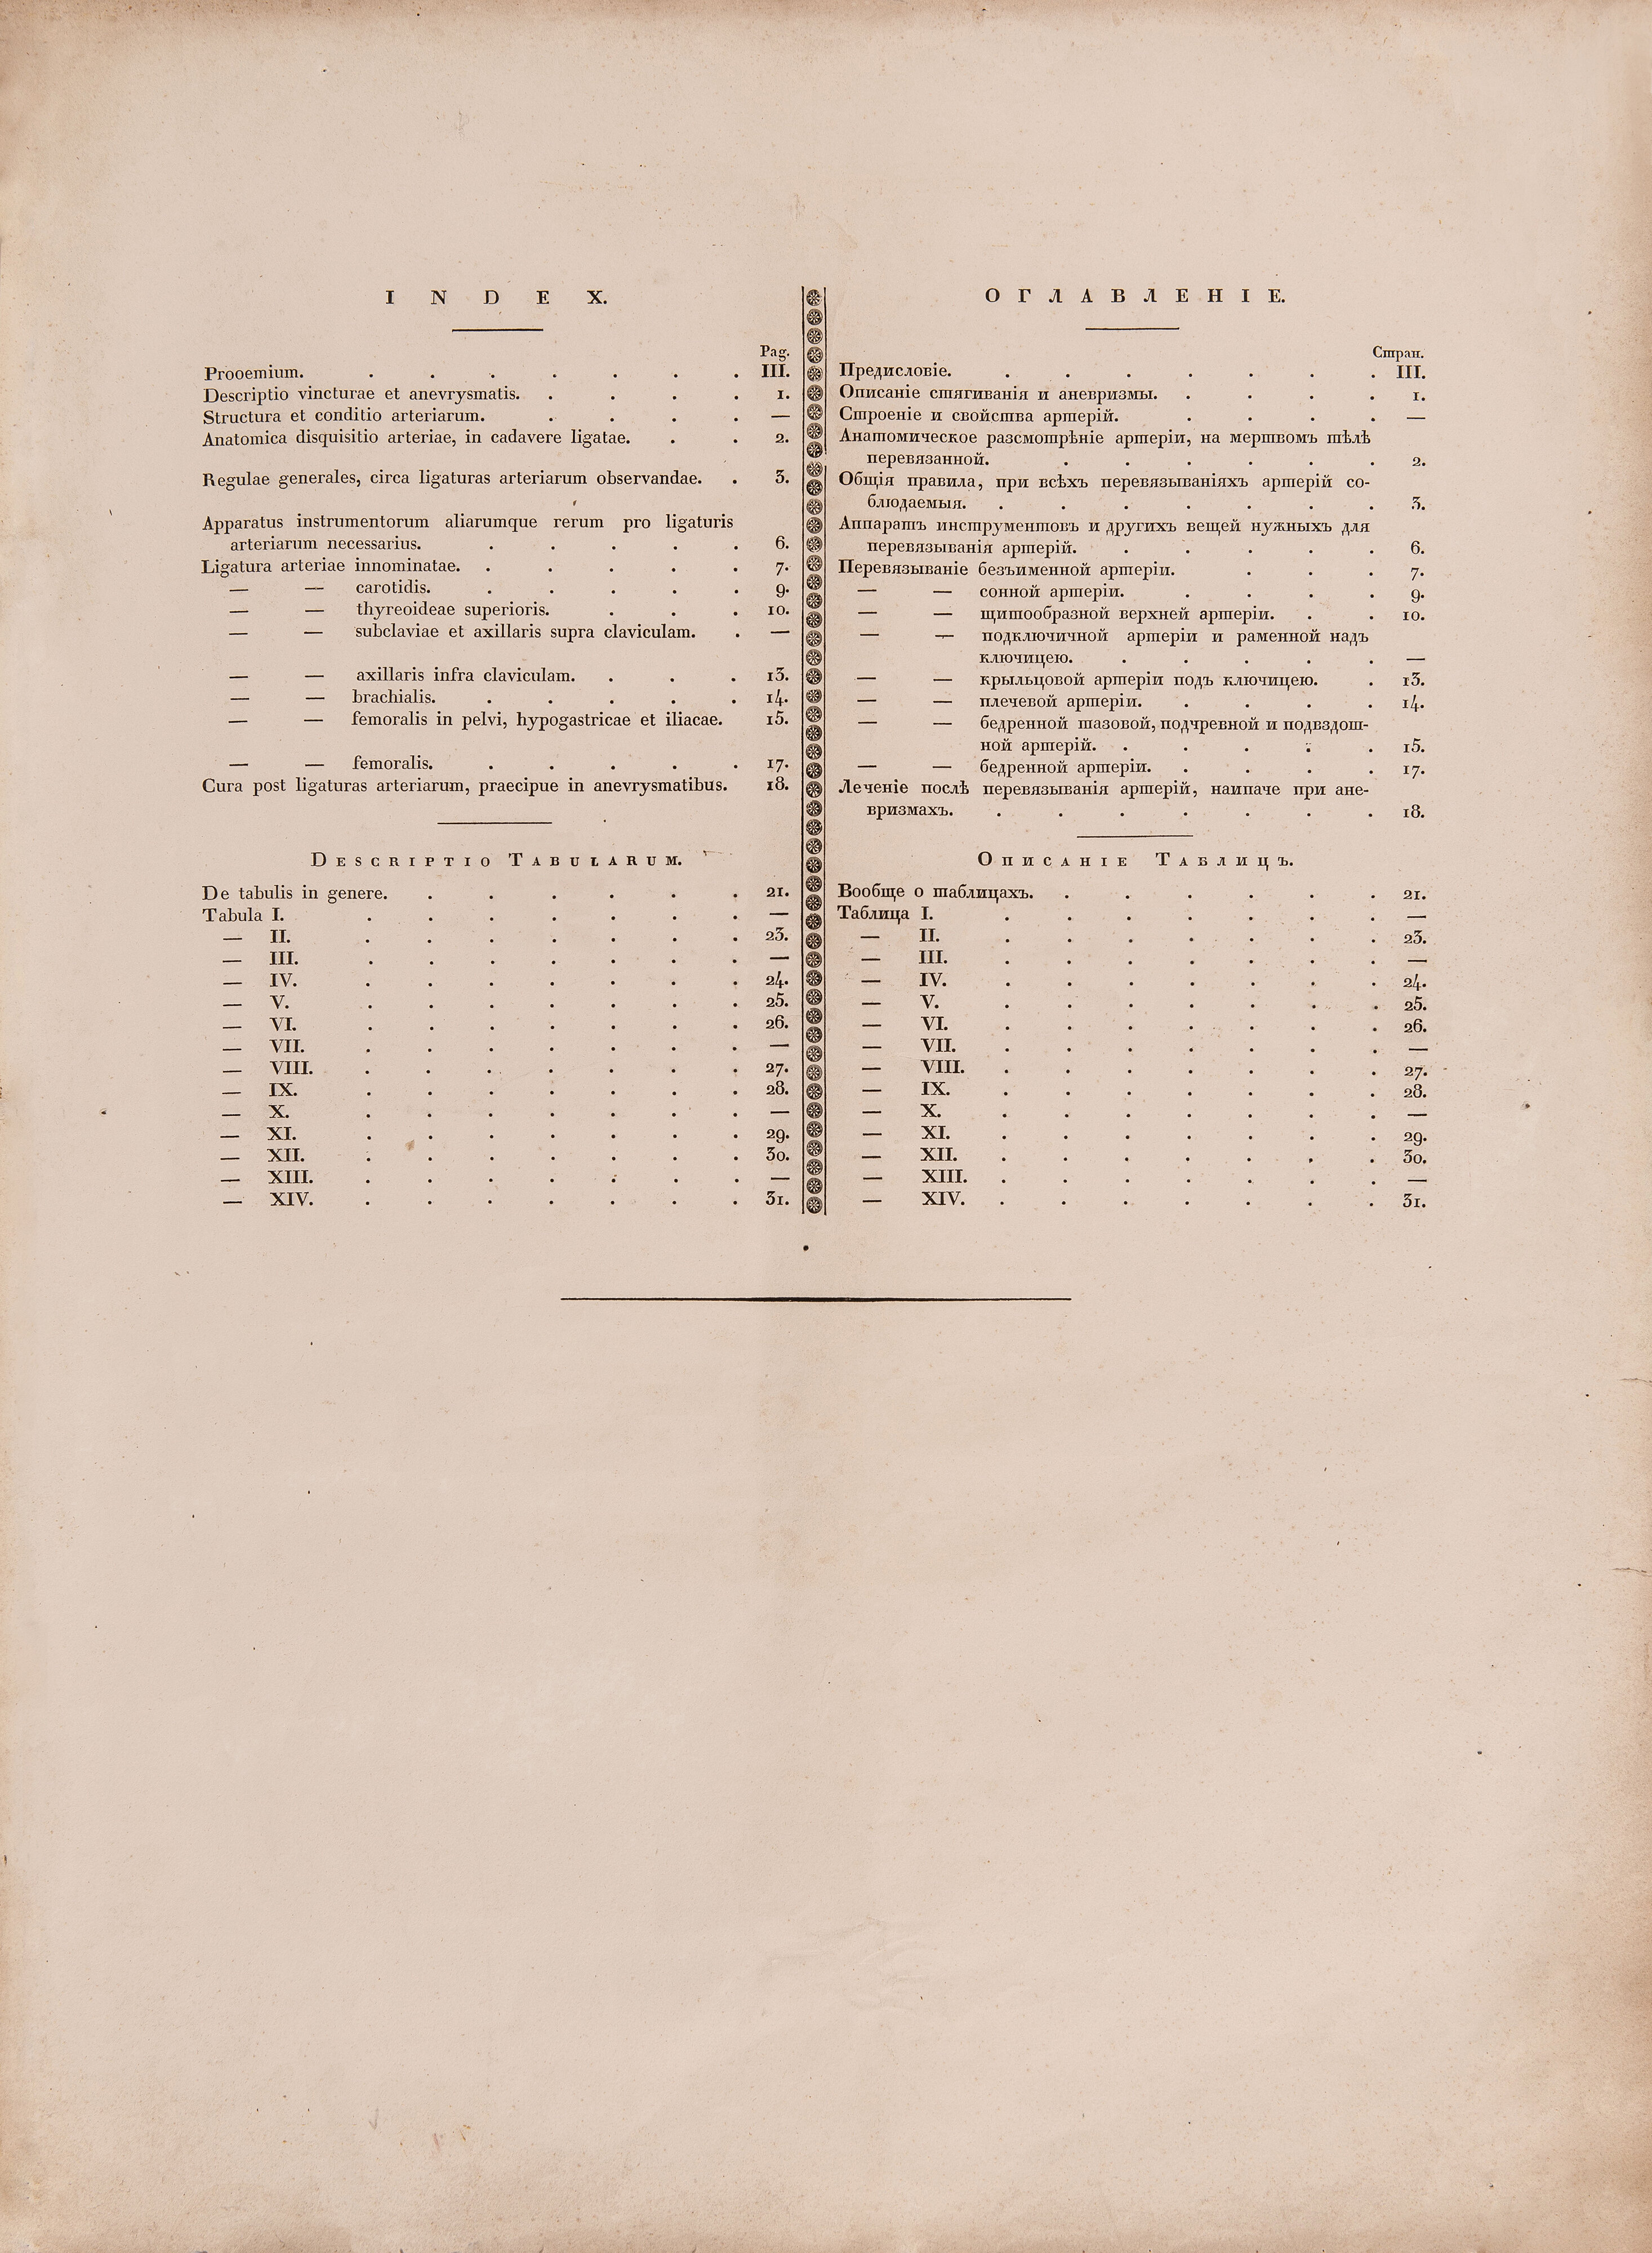 INDEX.
Pag.
Prooemium. . . . . . . . III.
Descriptio vincturae et anevrysmatis. . . . . 1.
Structura et conditio arteriarum. . . . . —
Anatomica disquisitio arteriae, in cadavere ligatae. . . 2.
Regulae generales, circa ligaturas arteriarum observandae. . 3.
Apparatus instrumentorum aliarumque rerum pro ligaturis
arteriarum necessarius. . . . . . 6.
Ligatura arteriae innominatae. . . . . . 7.
— — carotidis. . . . . . 9.
— — thyreoideae superioris. . . . 10.
— — subclaviae et axillaris supra claviculam. . —
— — axillaris infra claviculam. . . . 13.
— — brachialis. . . . . . 14.
— — femoralis in pelvi, hypogastricae et iliacae. 15.
— — femoralis. . . . . . 17.
Cura post ligaturas arteriarum, praecipue in anevrysmatibus. 18.
Descriptio Tabularum.
De tabulis in genere. . . . . . . 21.
Tabula I. . . . . . . . —
— II. . . . . . . . 23.
— III. . . . . . . . —
— IV. . . . . . . . 24.
— V. . . . . . . . 25.
— VI. . . . . . . . 26.
— VII. . . . . . . . —
— VIII. . . . . . . . 27.
— IX. . . . . . . . 28.
— X. . . . . . . . —
— XI. . . . . . . . 29.
— XII. . . . . . . . 30.
— XIII. . . . . . . . —
— XIV. . . . . . . . 31.
ОГЛАВЛЕНІЕ.
Стран.
Предисловіе. . . . . . . . III.
Описаніе стягиванія и аневризмы. . . . . 1.
Строеніе и свойства артерій. . . . . —
Анатомическое разсмотрѣніе артеріи, на мертвомъ тѣлѣ
перевязанной. . . . . . . 2.
Общія правила, при всѣхъ перевязываніяхъ артерій со-
блюдаемыя. . . . . . . . 3.
Аппаратъ инструментовъ и другихъ вещей нужныхъ для
перевязыванія артерій. . . . . . 6.
Перевязываніе безъименной артеріи. . . . 7.
— — сонной артеріи. . . . . 9.
— — щитообразной верхней артеріи. . . 10.
— — подключичной артеріи и раменной надъ
ключицею. . . . . . —
— — крыльцовой артеріи подъ ключицею. . 13.
— — плечевой артеріи. . . . . 14.
— — бедренной тазовой, подчревной и подвздош-
ной артерій. . . . . . 15.
— — бедренной артеріи. . . . . 17.
Леченіе послѣ перевязыванія артерій, наипаче при ане-
вризмахъ. . . . . . . . 18.
Описаніе Таблицъ.
Вообще о таблицахъ. . . . . . . 21.
Таблица I. . . . . . . . —
— II. . . . . . . . 23.
— III. . . . . . . . —
— IV. . . . . . . . 24.
— V. . . . . . . . 25.
— VI. . . . . . . . 26.
— VII. . . . . . . . —
— VIII. . . . . . . . 27.
— IX. . . . . . . . 28.
— X. . . . . . . . —
— XI. . . . . . . . 29.
— XII. . . . . . . . 30.
— XIII. . . . . . . . —
— XIV. . . . . . . . 31.